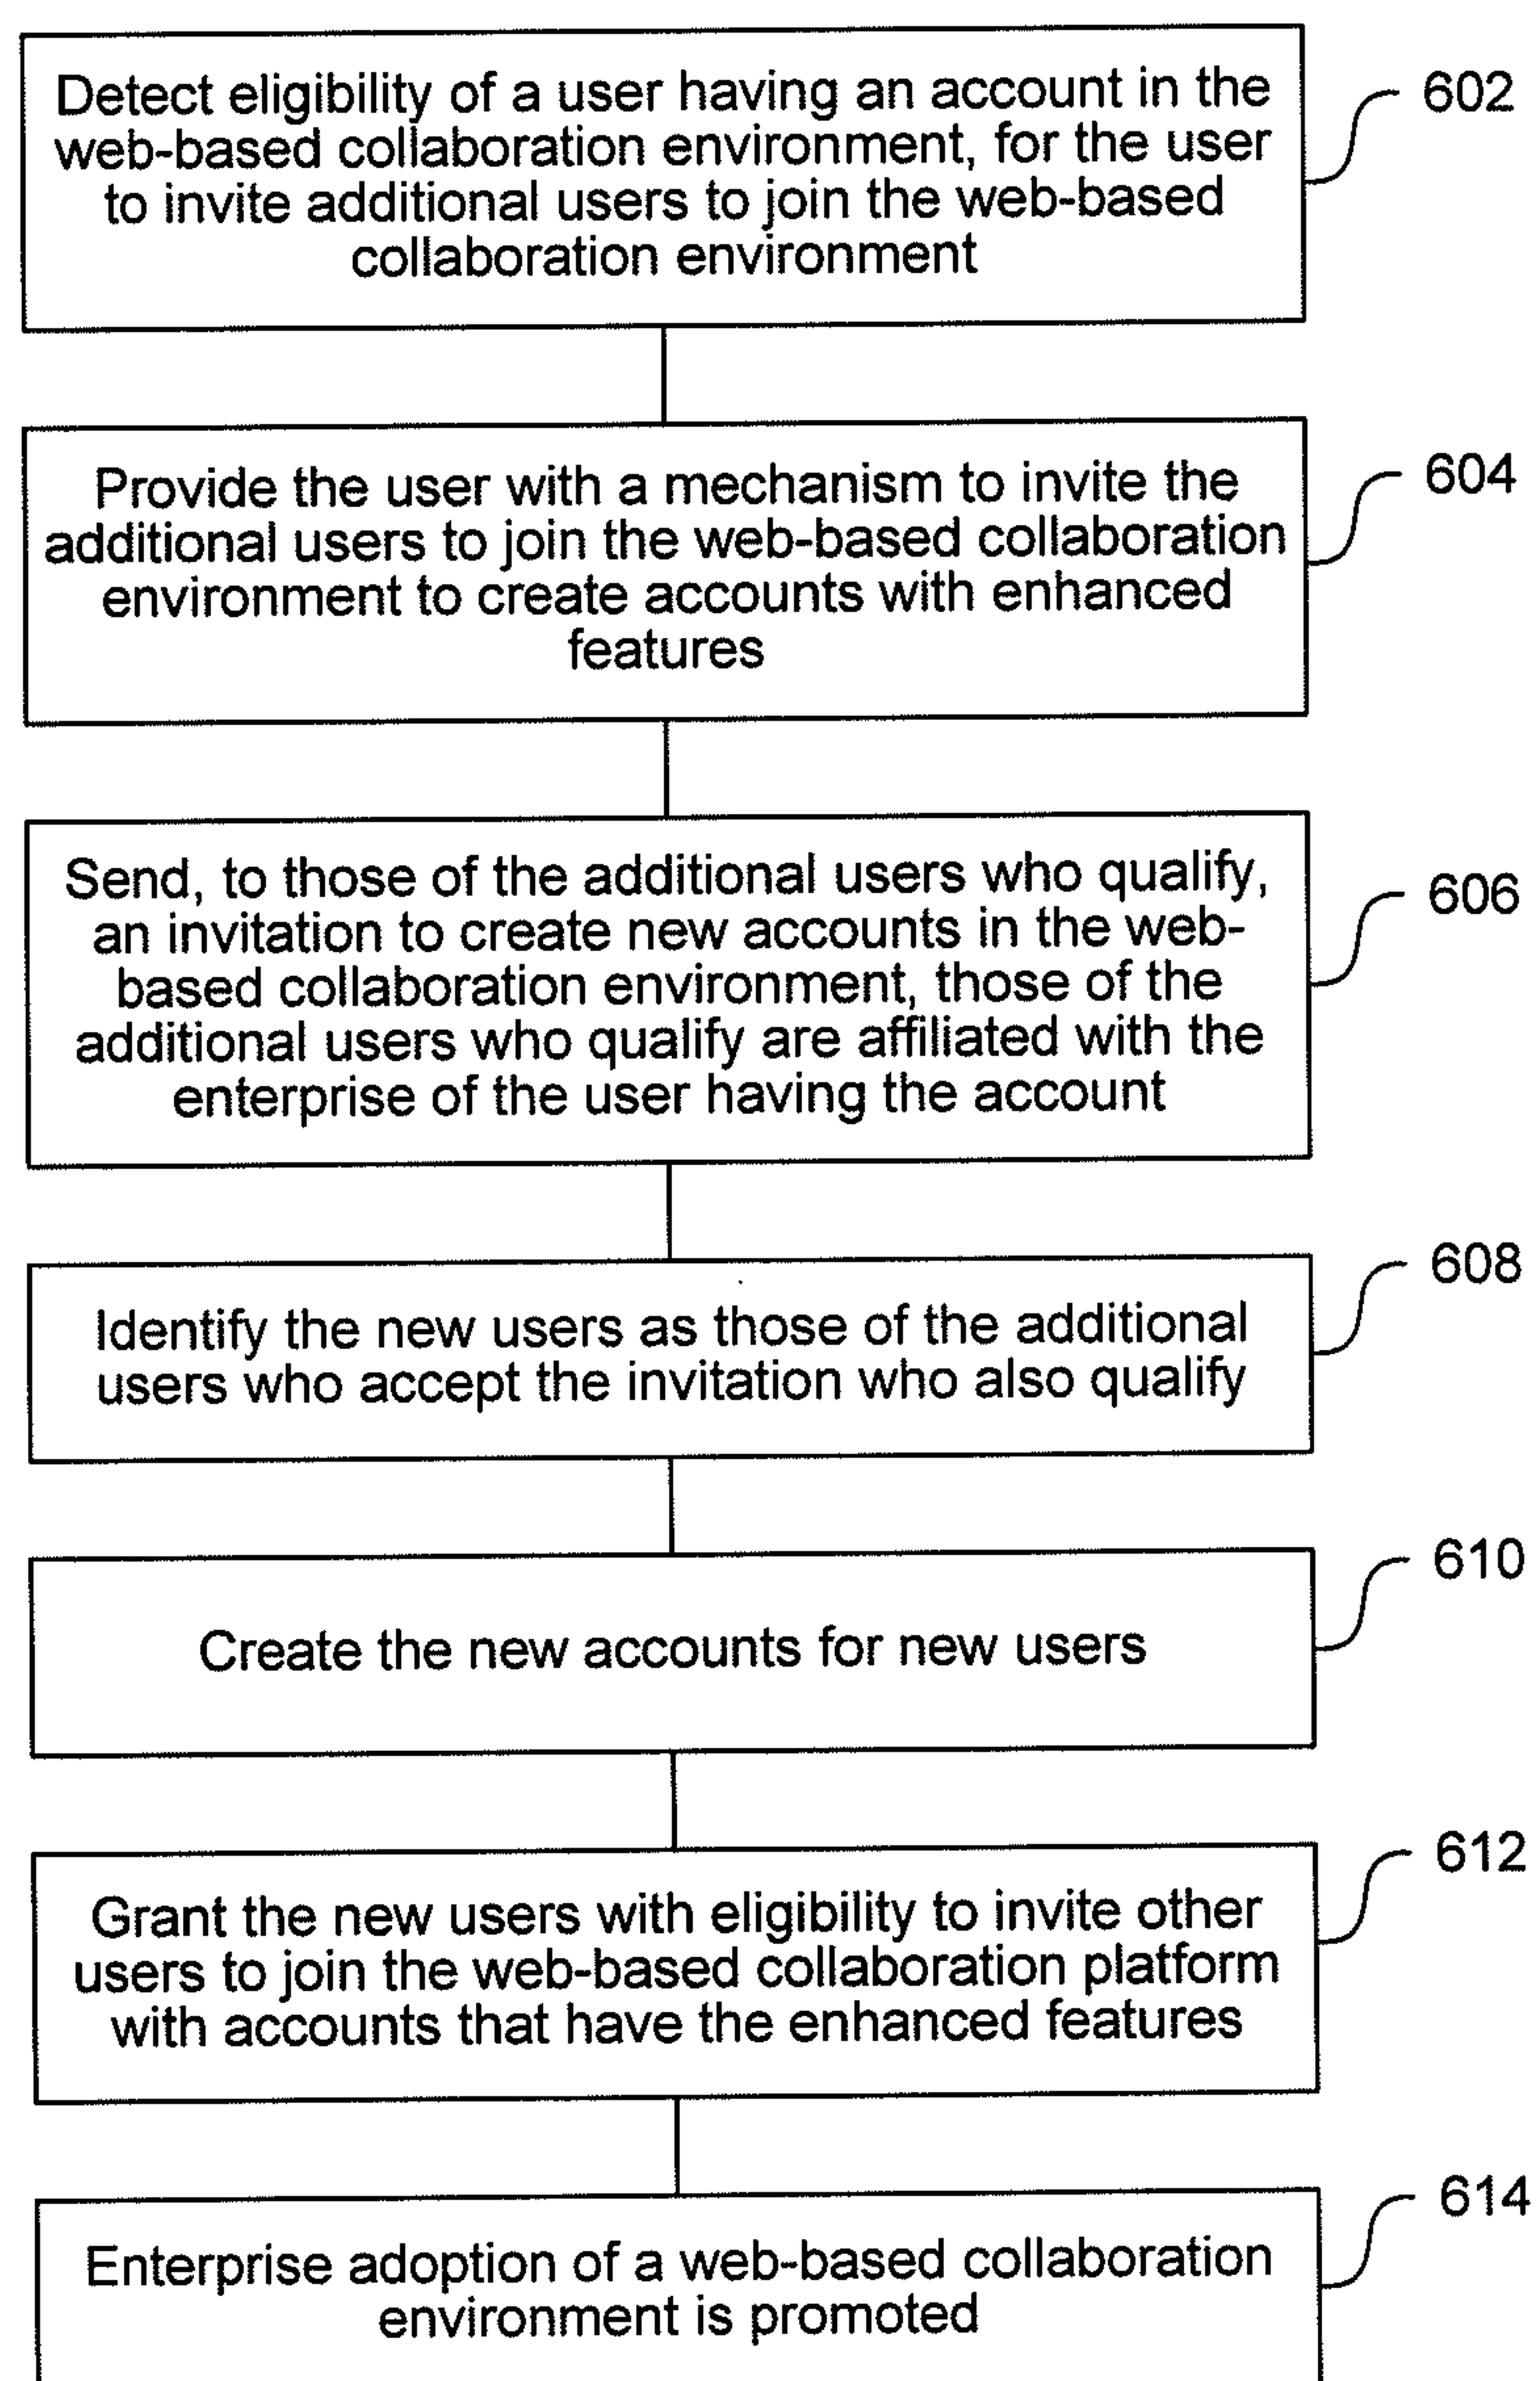 Detect eligibility of a user having an account in the
web-based collaboration environment, for the user
to invite additional users to join the web-based
collaboration environment
602
Provide the user with a mechanism to invite the
additional users to join the web-based collaboration
environment to create accounts with enhanced
features
604
Send, to those of the additional users who qualify,
an invitation to create new accounts in the web-
based collaboration environment, those of the
additional users who qualify are affiliated with the
enterprise of the user having the account
606
Identify the new users as those of the additional
users who accept the invitation who also qualify
608
Create the new accounts for new users
610
Grant the new users with eligibility to invite other
users to join the web-based collaboration platform
with accounts that have the enhanced features
612
Enterprise adoption of a web-based collaboration
environment is promoted
614